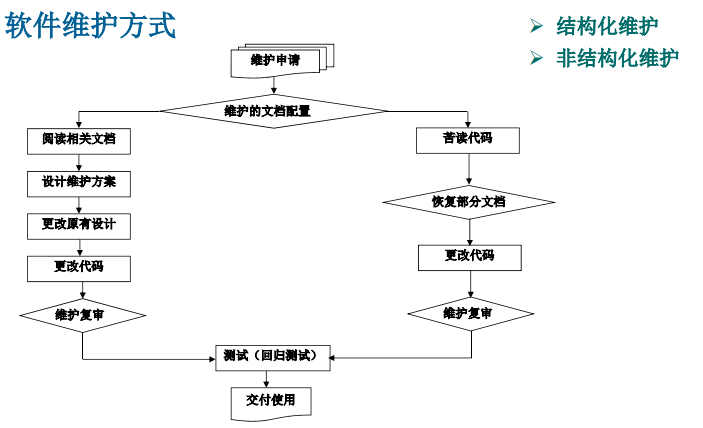 软件维护方式
结构化维护
非结构化维护
维护申请
维护的文档配置
阅读相关文档
苦读代码
设计维护方案
恢复部分文档
更改原有设计
更改代码
更改代码
维护复审
维护复审
测试（回归测试）
交付使用